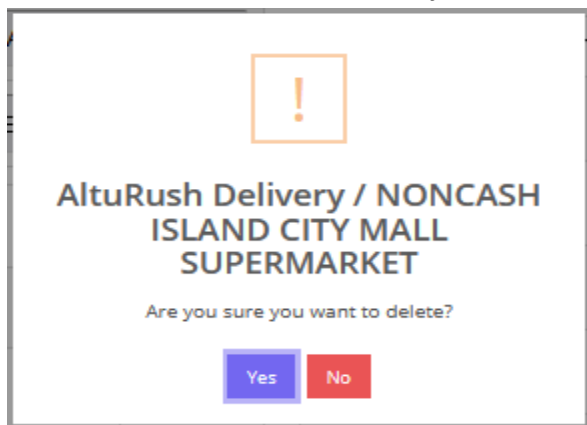 !
AltuRush Delivery / NONCASH
ISLAND CITY MALL
SUPERMARKET
Are you sure you want to delete?
Yes No